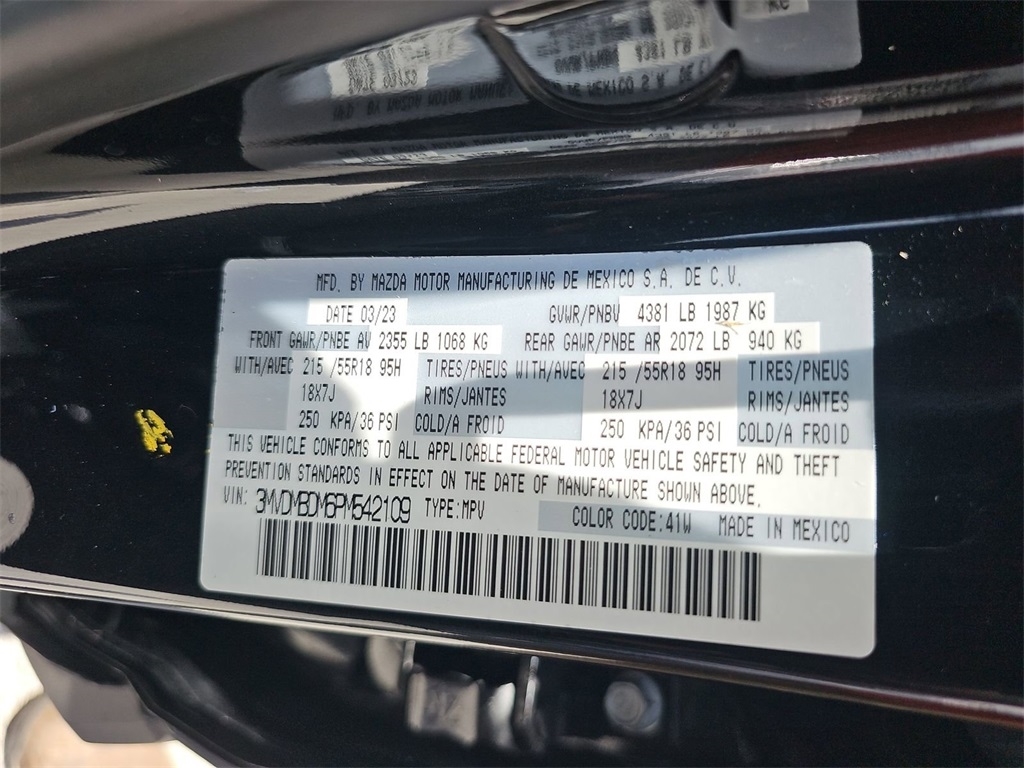 MFD. BY MAZDA MOTOR MANUFACTURING DE MEXICO S.A. DE C.V.
DATE 03/23 GVWR/PNBV 4381 LB 1987 KG
FRONT GAWR/PNBE AV 2355 LB 1068 KG REAR GAWR/PNBE AR 2072 LB 940 KG
WITH/AVEC 215 /55R18 95H TIRES/PNEUS WITH/AVEC 215 /55R18 95H TIRES/PNEUS
18X7J RIMS/JANTES 18X7J RIMS/JANTES
250 KPA/36 PSI COLD/A FROID 250 KPA/36 PSI COLD/A FROID
THIS VEHICLE CONFORMS TO ALL APPLICABLE FEDERAL MOTOR VEHICLE SAFETY AND THEFT
PREVENTION STANDARDS IN EFFECT ON THE DATE OF MANUFACTURE SHOWN ABOVE.
VIN: 3MVDMBDM6PM542109 TYPE:MPV COLOR CODE:41W MADE IN MEXICO